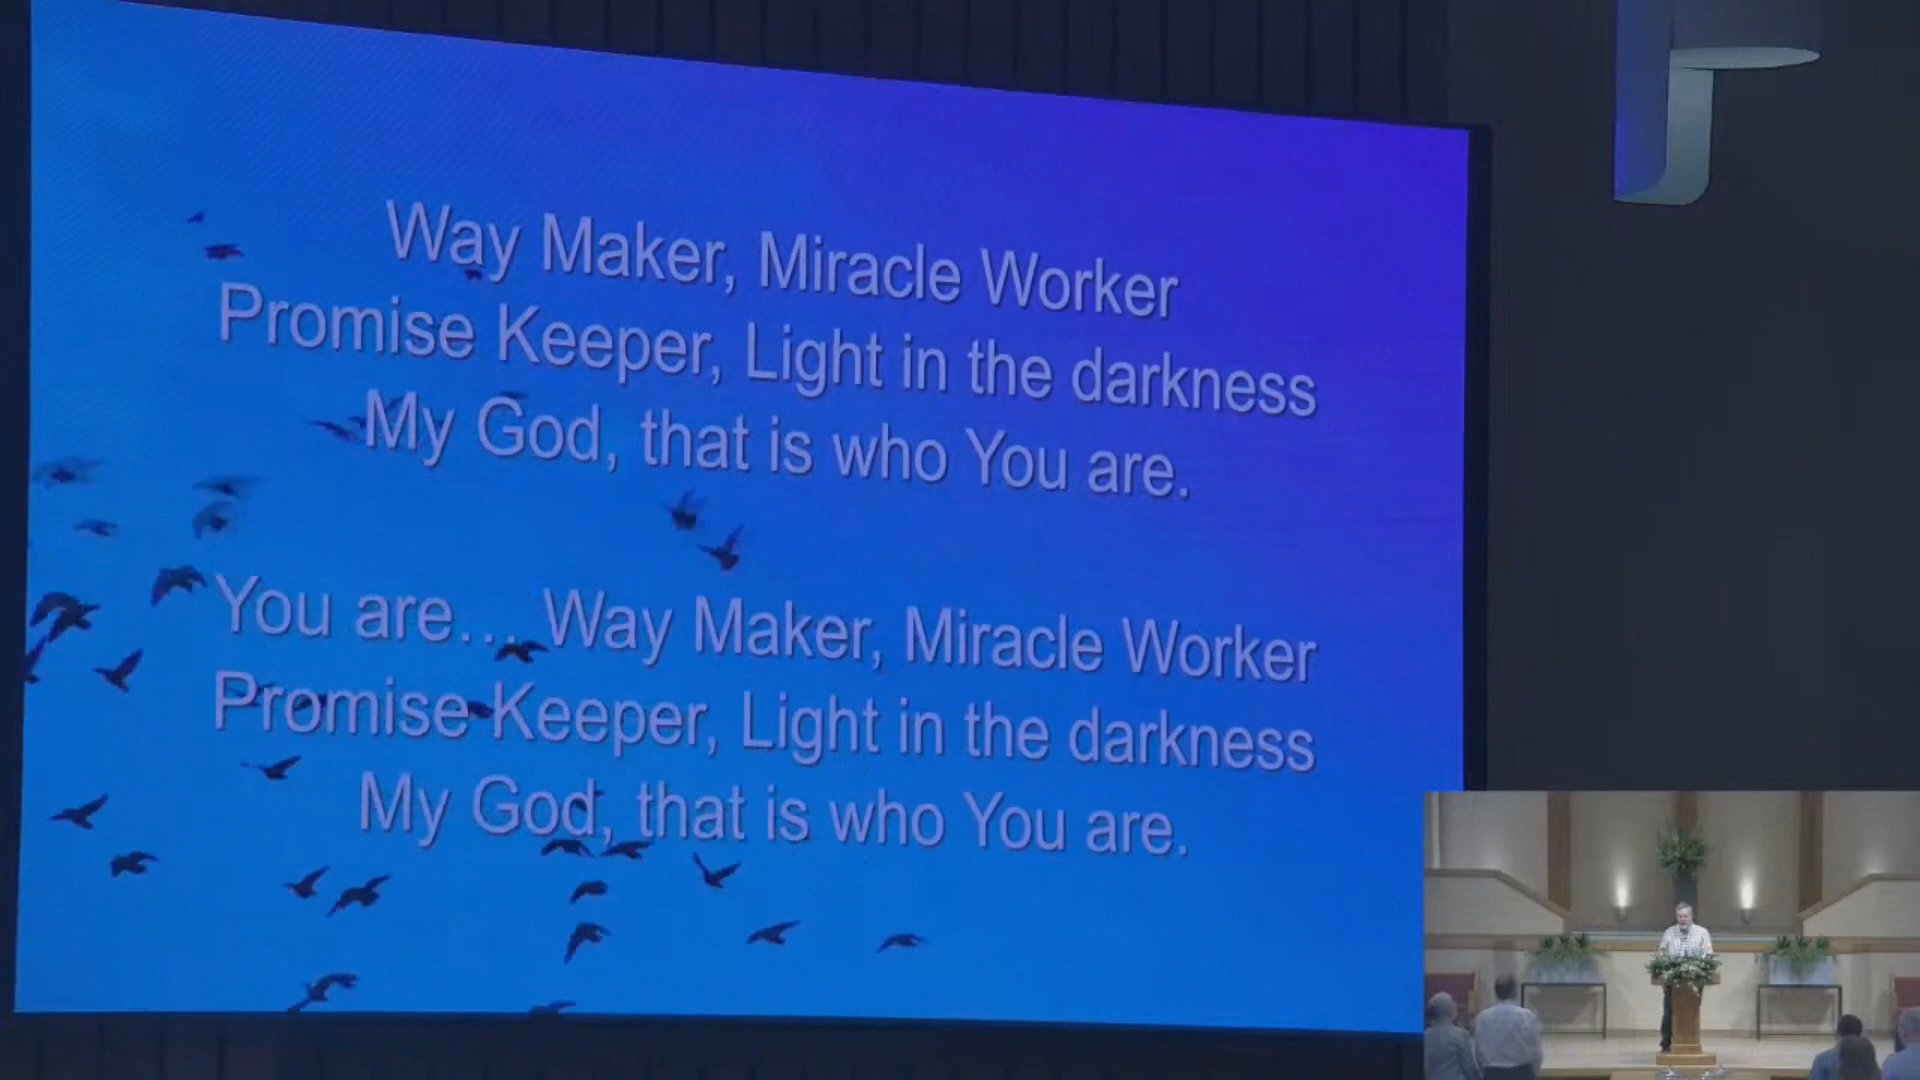 Way Maker, Miracle Worker
Promise Keeper, Light in the darkness
My God, that is who You are.
You are... Way Maker, Miracle Worker
Promise Keeper, Light in the darkness
My God, that is who You are.